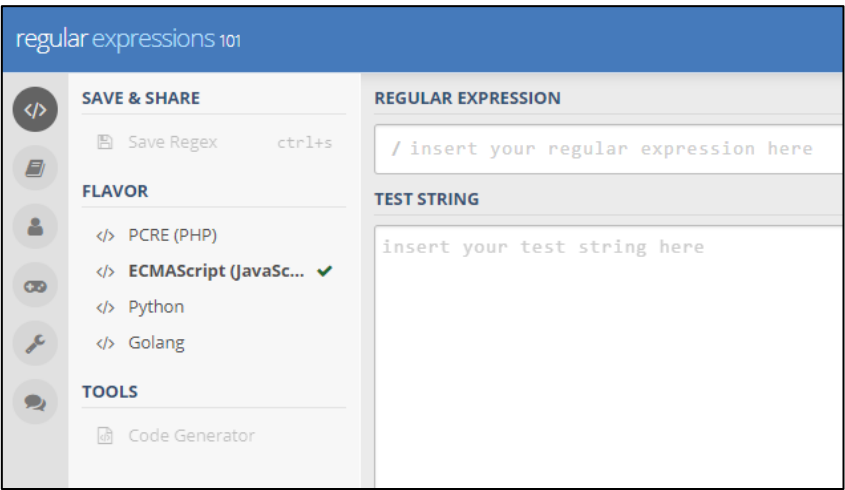 regular expressions 101
SAVE & SHARE
Save Regex ctrl+s
FLAVOR
</> PCRE (PHP)
</> ECMAScript (JavaSc...
</> Python
</> Golang
TOOLS
Code Generator
REGULAR EXPRESSION
/ insert your regular expression here
TEST STRING
insert your test string here